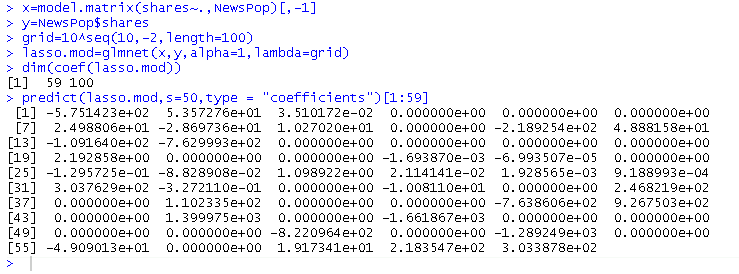 > x=model.matrix(shares~.,NewsPop)[,-1]
> y=NewsPop$shares
> grid=10^seq(10,-2,length=100)
> lasso.mod=glmnet(x,y,alpha=1,lambda=grid)
> dim(coef(lasso.mod))
[1] 59 100
> predict(lasso.mod,s=50,type = "coefficients")[1:59]
[1] -5.751423e+02 5.357276e+01 3.510172e-02 0.000000e+00 0.000000e+00 0.000000e+00
[7] 2.498806e+01 -2.869736e+01 1.027020e+01 0.000000e+00 -2.189254e+02 4.888158e+01
[13] -1.091640e+02 -7.629993e+02 0.000000e+00 0.000000e+00 0.000000e+00 0.000000e+00
[19] 2.192858e+00 0.000000e+00 0.000000e+00 -1.693870e-03 -6.993507e-05 0.000000e+00
[25] -1.295725e-01 -8.828908e-02 1.098922e+00 2.114141e-02 1.928565e-03 9.188993e-04
[31] 3.037629e+02 -3.272110e-01 0.000000e+00 -1.008110e+01 0.000000e+00 2.468219e+02
[37] 0.000000e+00 1.102335e+02 0.000000e+00 0.000000e+00 -7.638606e+02 9.267503e+02
[43] 0.000000e+00 1.399975e+03 0.000000e+00 -1.661867e+03 0.000000e+00 0.000000e+00
[49] 0.000000e+00 0.000000e+00 -8.220964e+02 0.000000e+00 -1.289249e+03 0.000000e+00
[55] -4.909013e+01 0.000000e+00 1.917341e+01 2.183547e+02 3.033878e+02
>